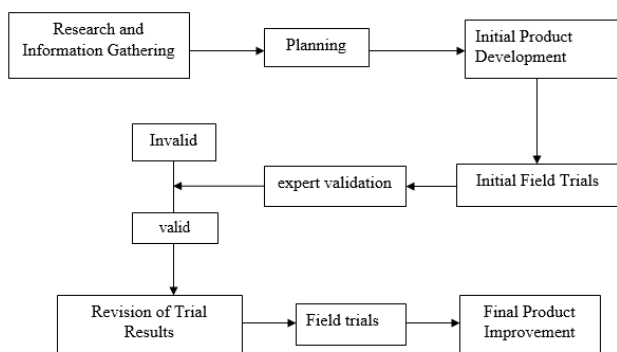 Research and
Information Gathering
Planning
Initial Product
Development
Invalid
expert validation
Initial Field Trials
valid
Revision of Trial
Results
Field trials
Final Product
Improvement